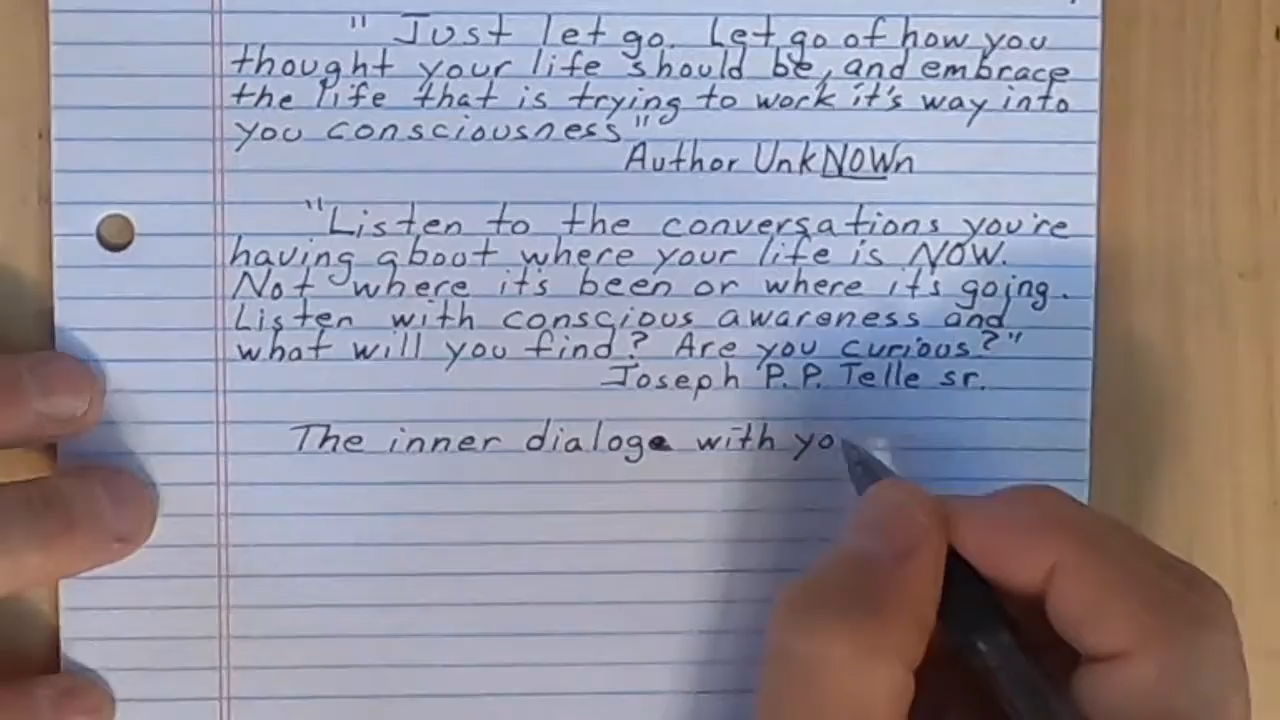 " Just let go. Let go of how you
thought your life should be, and embrace
the life that is trying to work it's way into
you consciousness"
Author UnkNOWn
"Listen to the conversations you're
having about where your life is NOW.
Not where it's been or where it's going.
Listen with conscious awareness and
what will you find? Are you curious?"
Joseph P. P. Telle sr.
The inner dialoge with yo